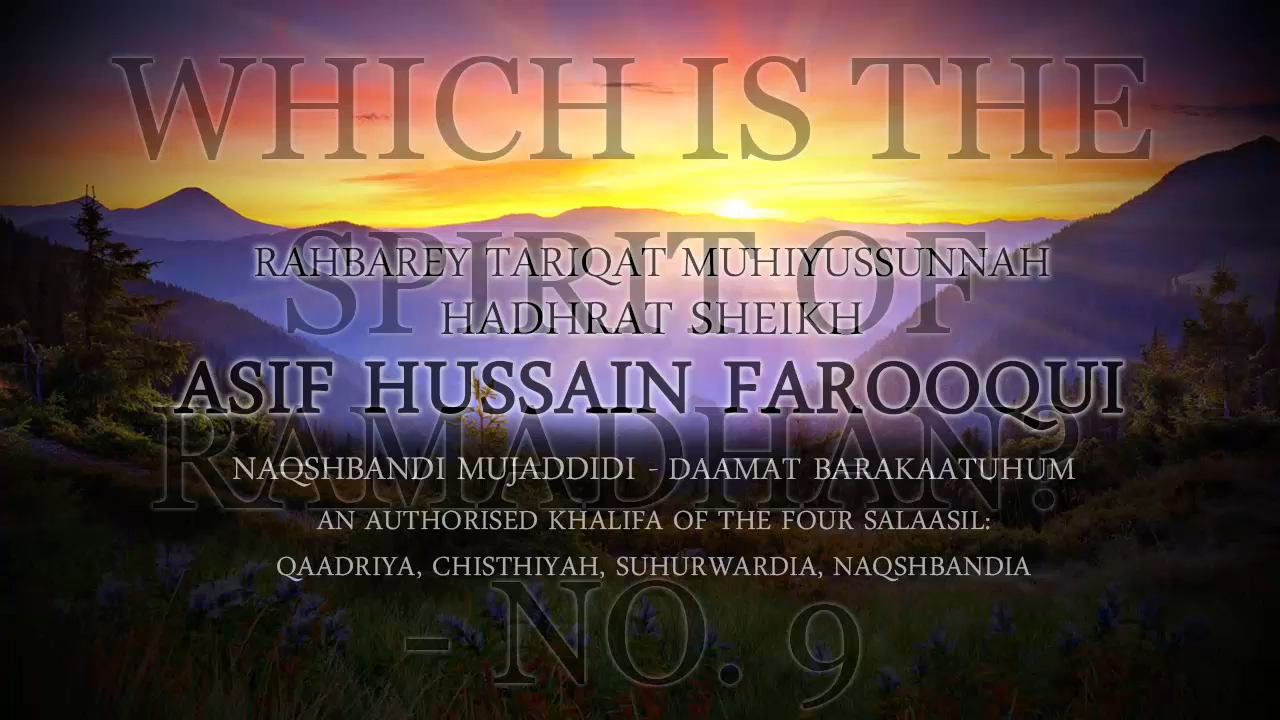 WHICH IS THE
SPIRIT OF
RAMADHAN?
- NO. 9
RAHBAREY TARIQAT MUHIYUSSUNNAH
HADHRAT SHEIKH
ASIF HUSSAIN FAROOQUI
NAQSHBANDI MUJADDIDI - DAAMAT BARAKAATUHUM
AN AUTHORISED KHALIFA OF THE FOUR SALAASIL:
QAADRIYA, CHISTHIYAH, SUHURWARDIA, NAQSHBANDIA